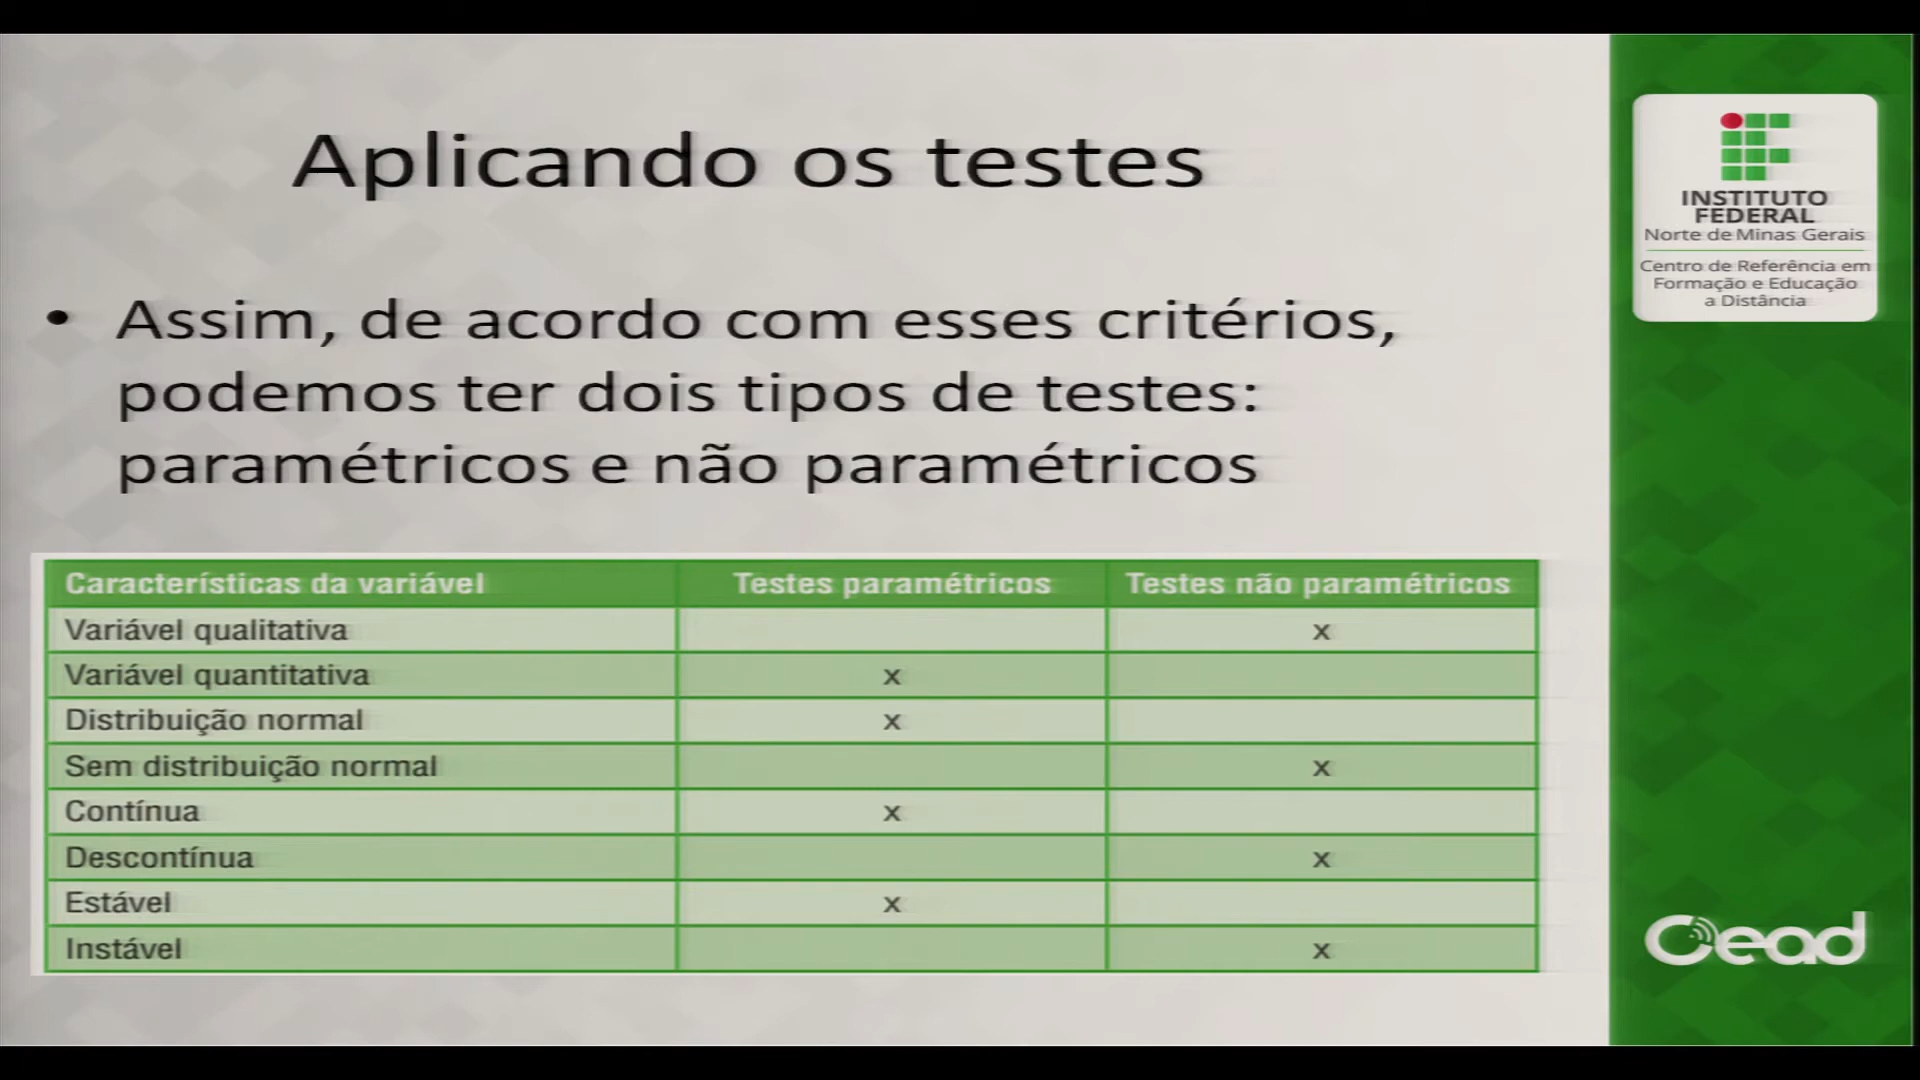 Aplicando os testes
• Assim, de acordo com esses critérios,
podemos ter dois tipos de testes:
paramétricos e não paramétricos
Características da variável Testes paramétricos Testes não paramétricos
Variável qualitativa x
Variável quantitativa x
Distribuição normal x
Sem distribuição normal x
Contínua x
Descontínua x
Estável x
Instável x
INSTITUTO
FEDERAL
Norte de Minas Gerais
Centro de Referência em
Formação e Educação
a Distância
Cead